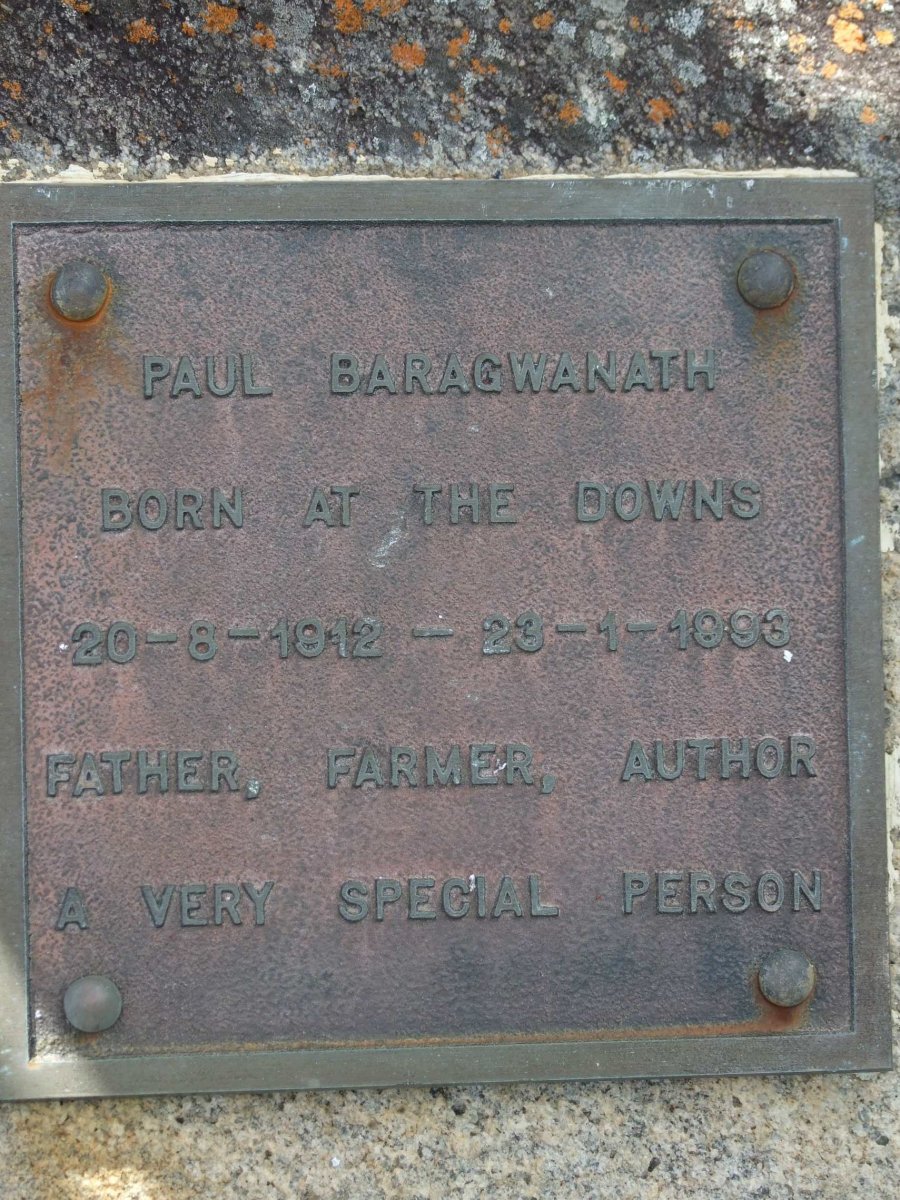 PAUL BARAGWANATH
BORN AT THE DOWNS
20-8-1912 - 23-1-1993
FATHER, FARMER, AUTHOR
A VERY SPECIAL PERSON